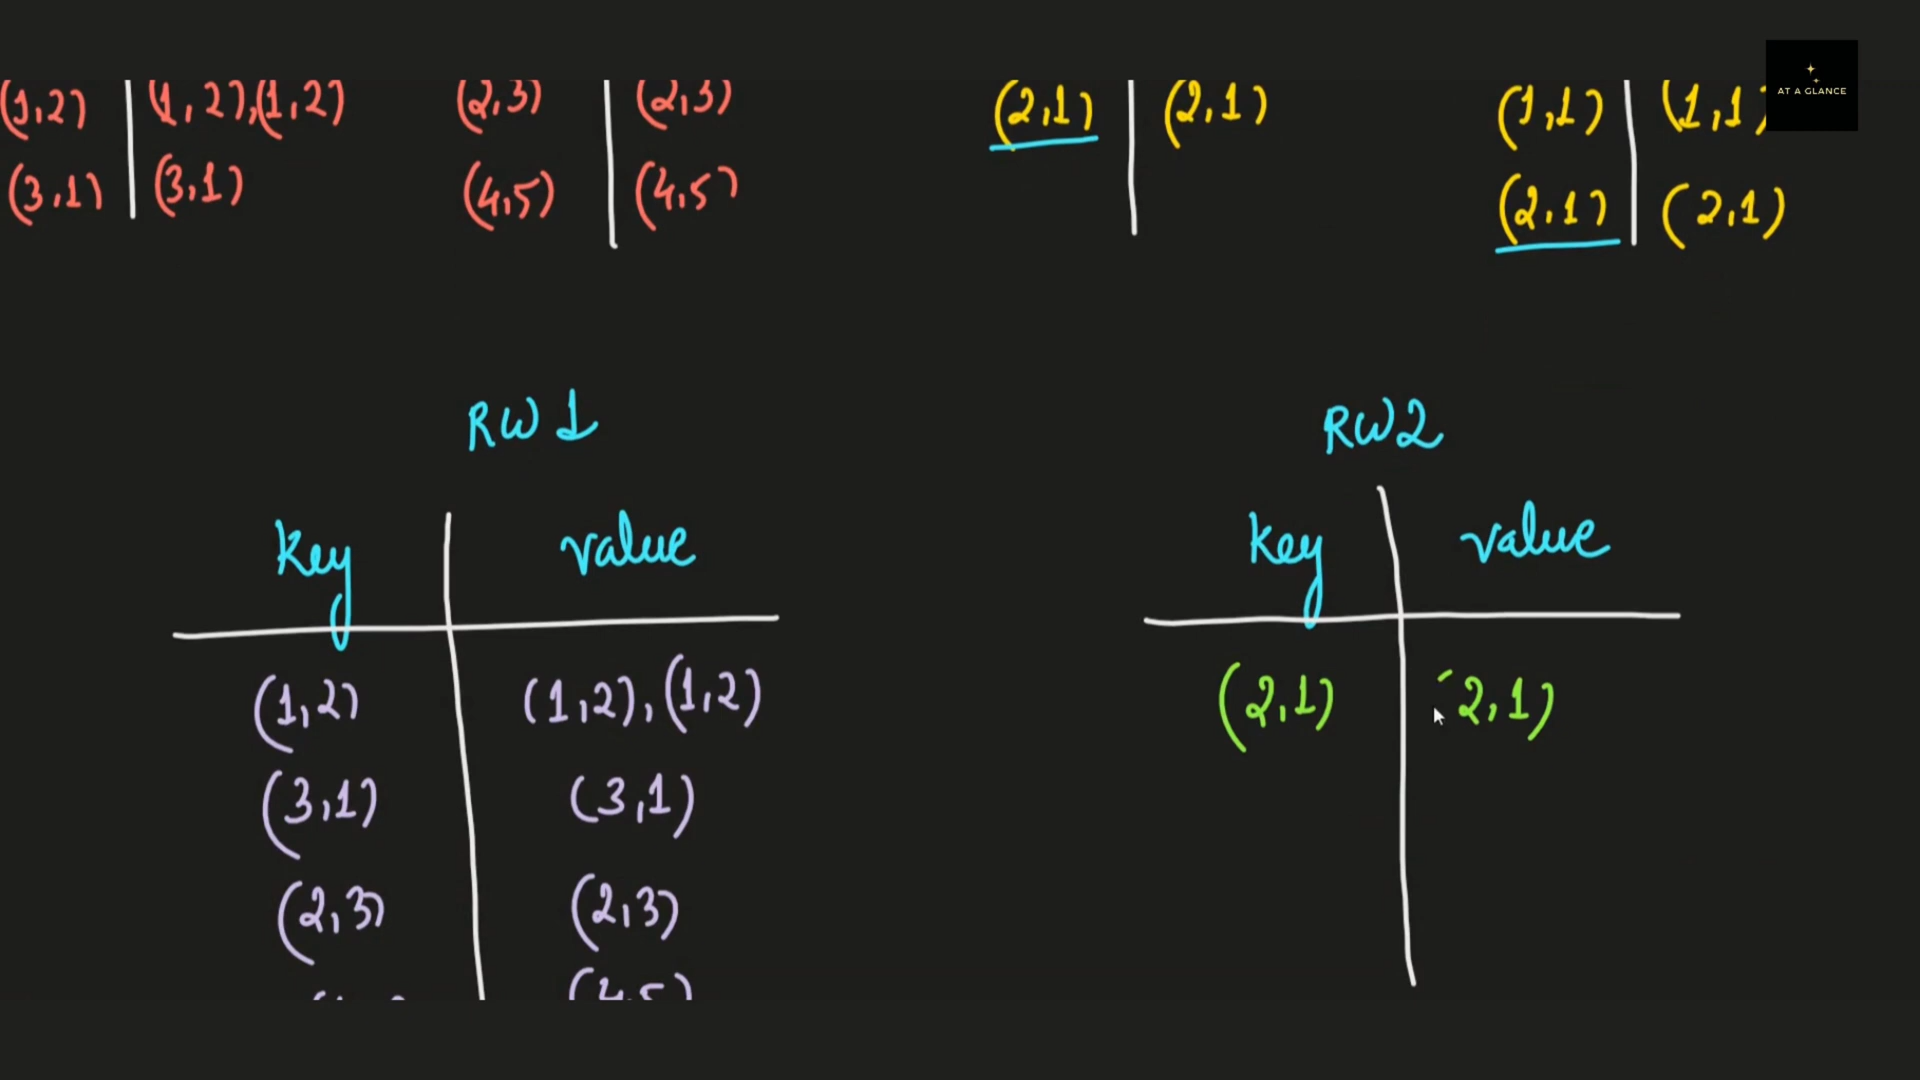 (1,2) (1,2),(1,2) (2,3) (2,3) (2,1) (2,1) (1,1) (1,1)
(3,1) (3,1) (4,5) (4,5) (2,1) (2,1)
AT A GLANCE
RW1 RW2
key value key value
(1,2) (1,2),(1,2) (2,1) (2,1)
(3,1) (3,1)
(2,3) (2,3)
(4,5)